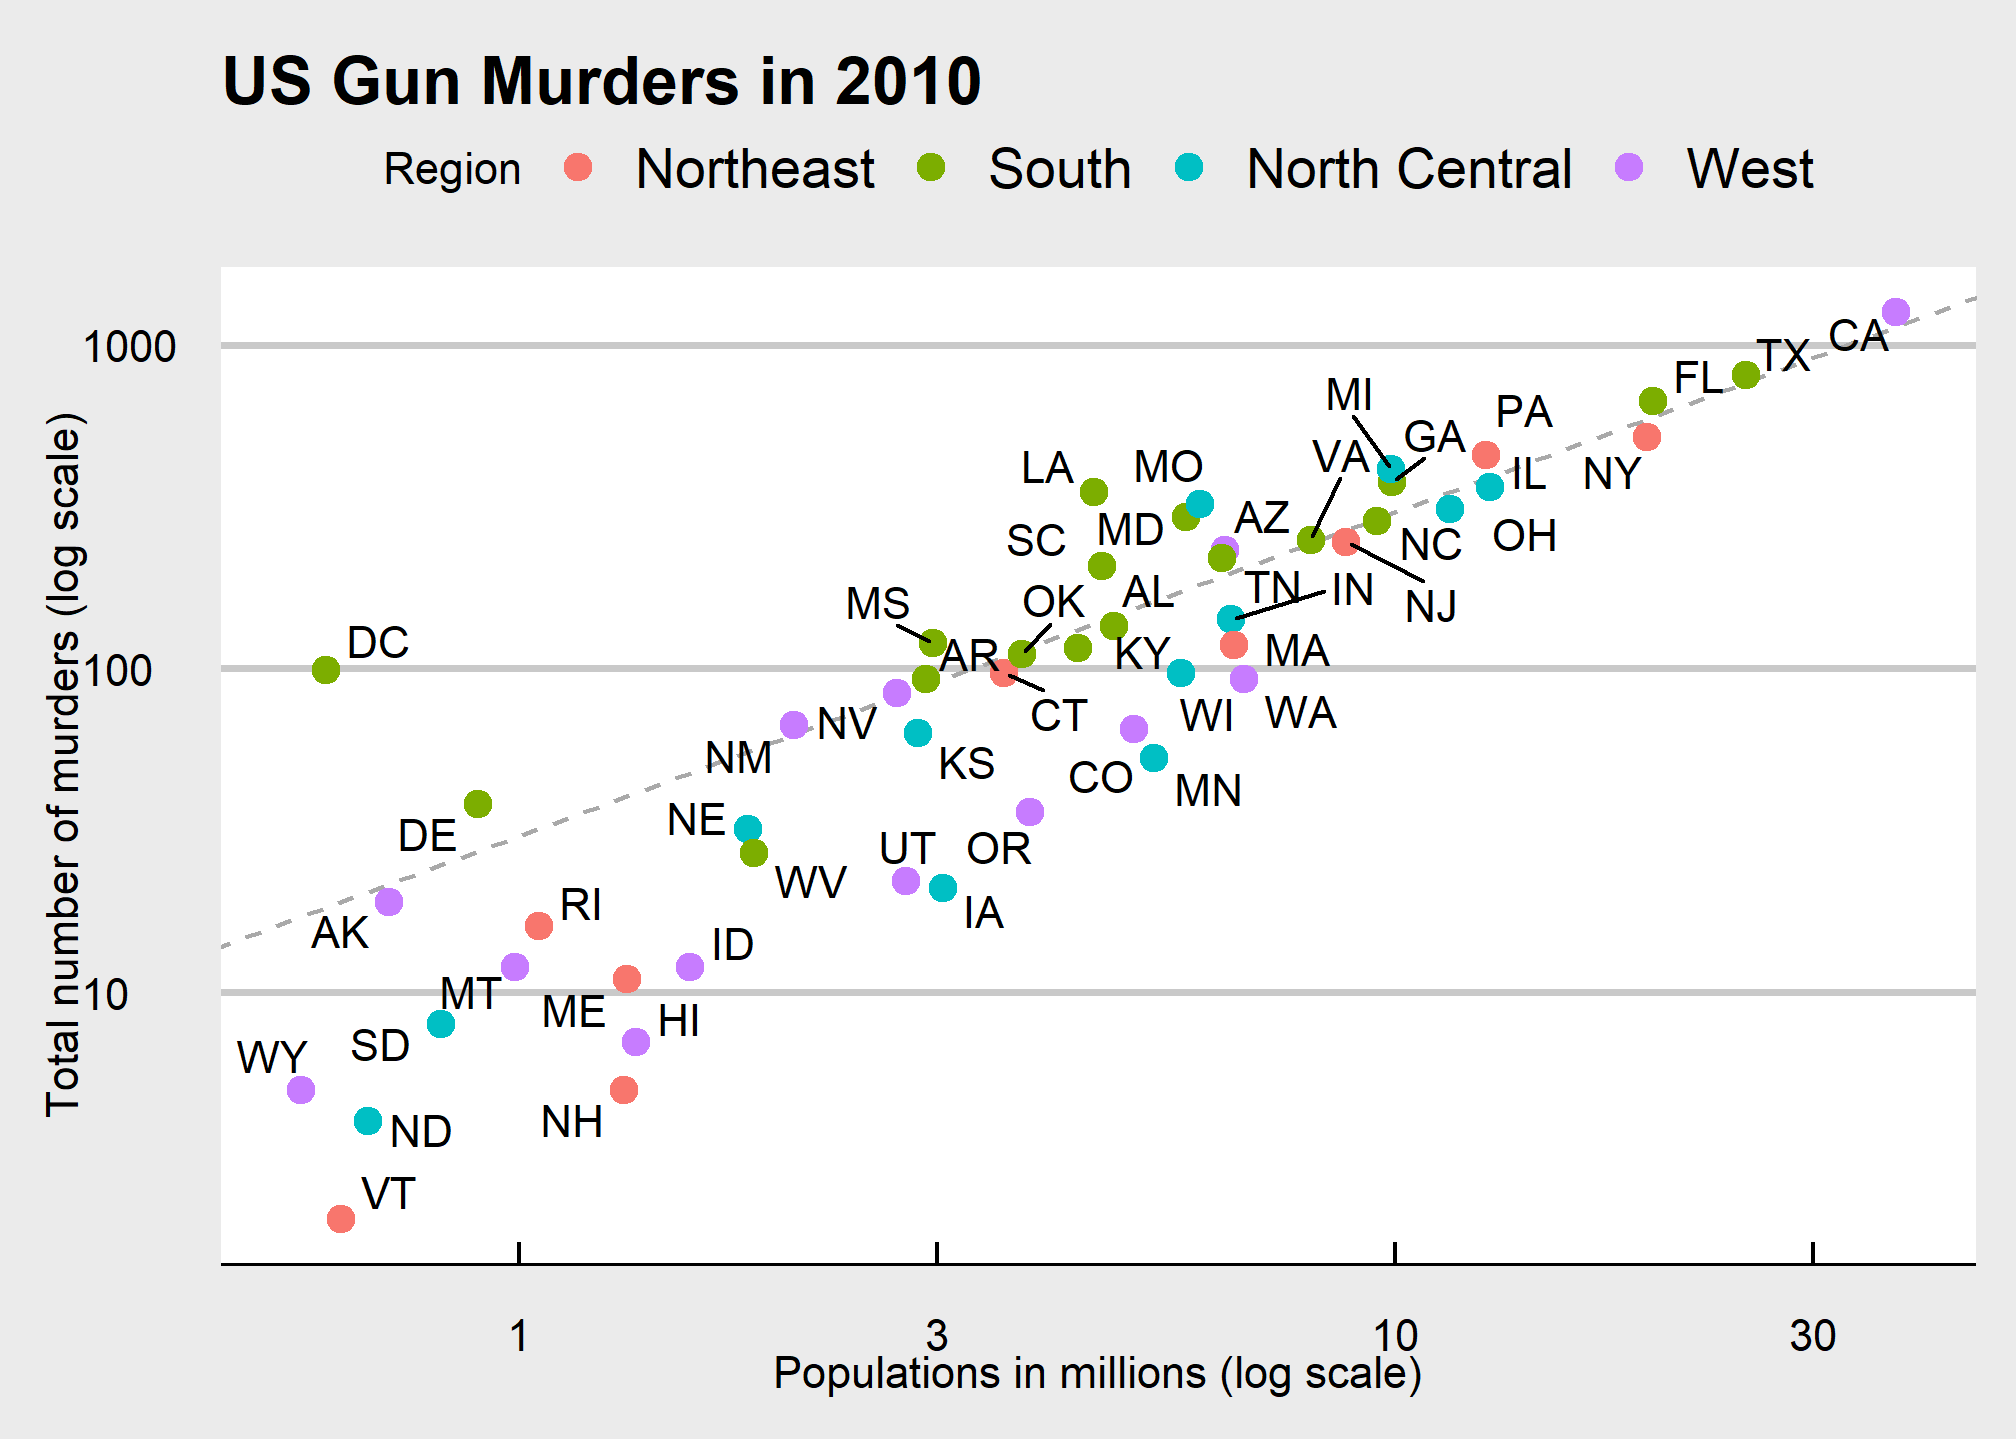 US Gun Murders in 2010
Region Northeast South North Central West
Total number of murders (log scale)
1000
100
10
CA
TX
FL
MI
PA
GA
VA
LA
MO
IL
NY
AZ
MD
SC
NC
OH
TN
IN
AL
OK
MS
NJ
DC
AR
KY
MA
CT
WI
WA
NV
NM
KS
CO
MN
NE
DE
UT
OR
WV
RI
IA
AK
ID
MT
ME
HI
SD
WY
NH
ND
VT
1 3 10 30
Populations in millions (log scale)